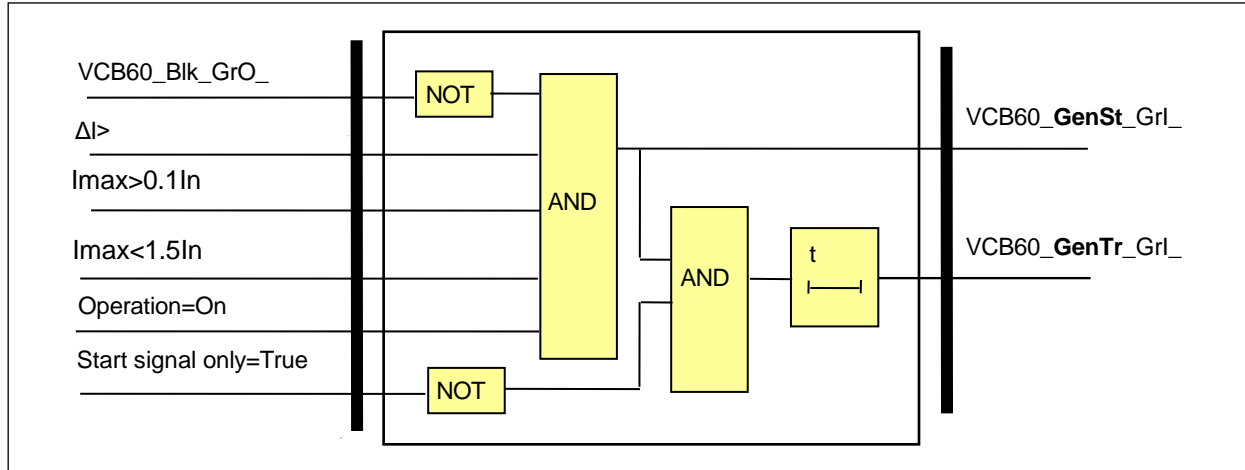 VCB60_Blk_GrO_
ΔI>
Imax>0.1In
Imax<1.5In
Operation=On
Start signal only=True
NOT
AND
NOT
AND
t
VCB60_GenSt_GrI_
VCB60_GenTr_GrI_